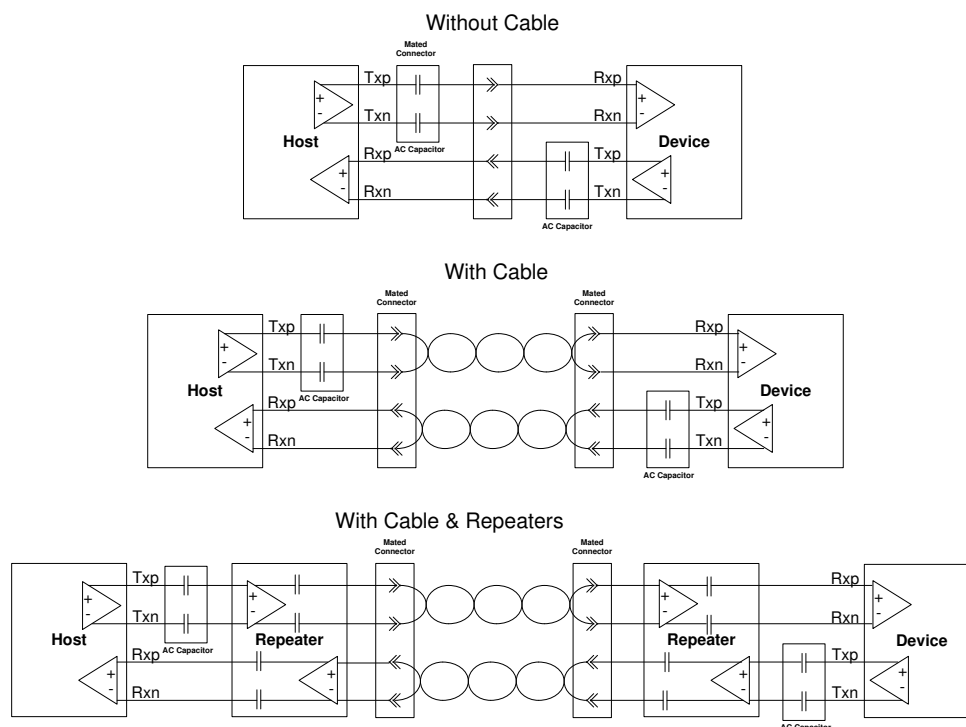 Without Cable
Mated
Connector
Txp
Rxp
+
+
-
-
Txn
Rxn
Host
AC Capacitor
Device
Rxp
Txp
+
+
-
-
Rxn
Txn
AC Capacitor
With Cable
Mated
Connector
Mated
Connector
Txp
Rxp
+
+
-
-
Txn
Rxn
Host
AC Capacitor
Device
Rxp
Txp
+
+
-
-
Rxn
Txn
AC Capacitor
With Cable & Repeaters
Mated
Connector
Mated
Connector
Txp
Rxp
+
+
+
+
-
-
-
-
Txn
Rxn
Host
AC Capacitor
Repeater
Repeater
Device
Rxp
Txp
+
+
+
+
-
-
-
-
Rxn
Txn
AC Capacitor